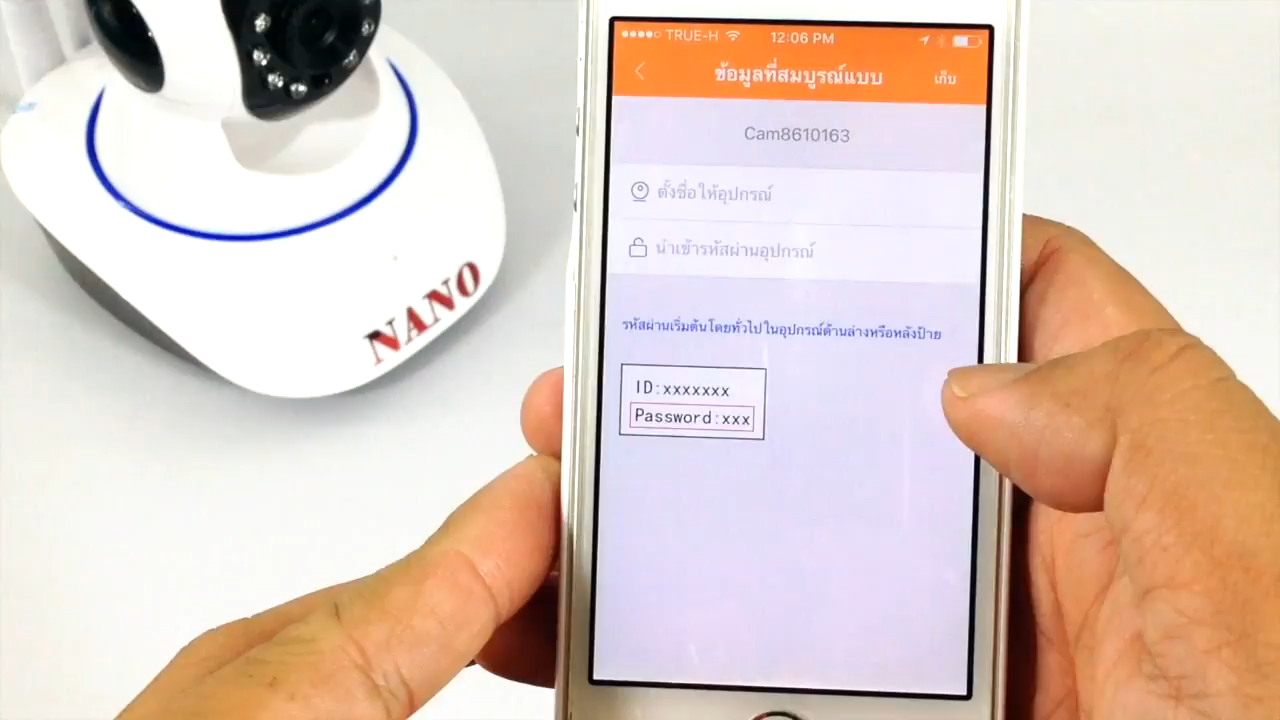 TRUE-H 12:06 PM
ข้อมูลที่สมบูรณ์แบบ เก็บ
Cam8610163
ตั้งชื่อให้อุปกรณ์
นำเข้ารหัสผ่านอุปกรณ์
รหัสผ่านเริ่มต้นโดยทั่วไปในอุปกรณ์ด้านล่างหรือหลังป้าย
ID:xxxxxxx
Password:xxx
NANO